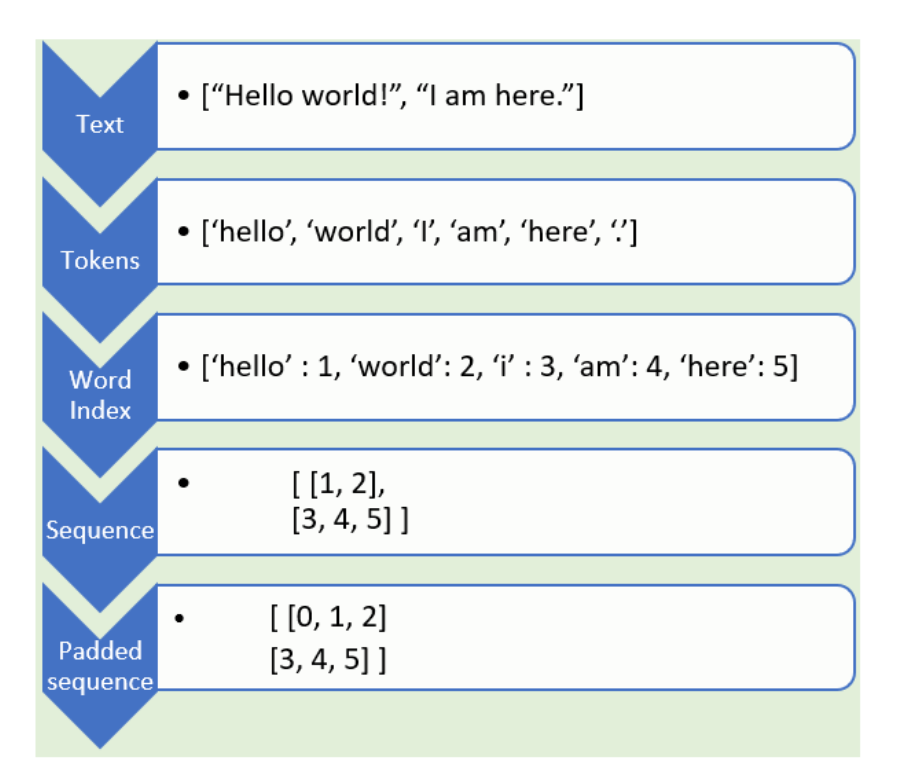 Text
• [“Hello world!”, “I am here.”]
Tokens
• [‘hello’, ‘world’, ‘I’, ‘am’, ‘here’, ‘.’]
Word
Index
• [‘hello’ : 1, ‘world’: 2, ‘i’ : 3, ‘am’: 4, ‘here’: 5]
Sequence
• [ [1, 2],
[3, 4, 5] ]
Padded
sequence
• [ [0, 1, 2]
[3, 4, 5] ]